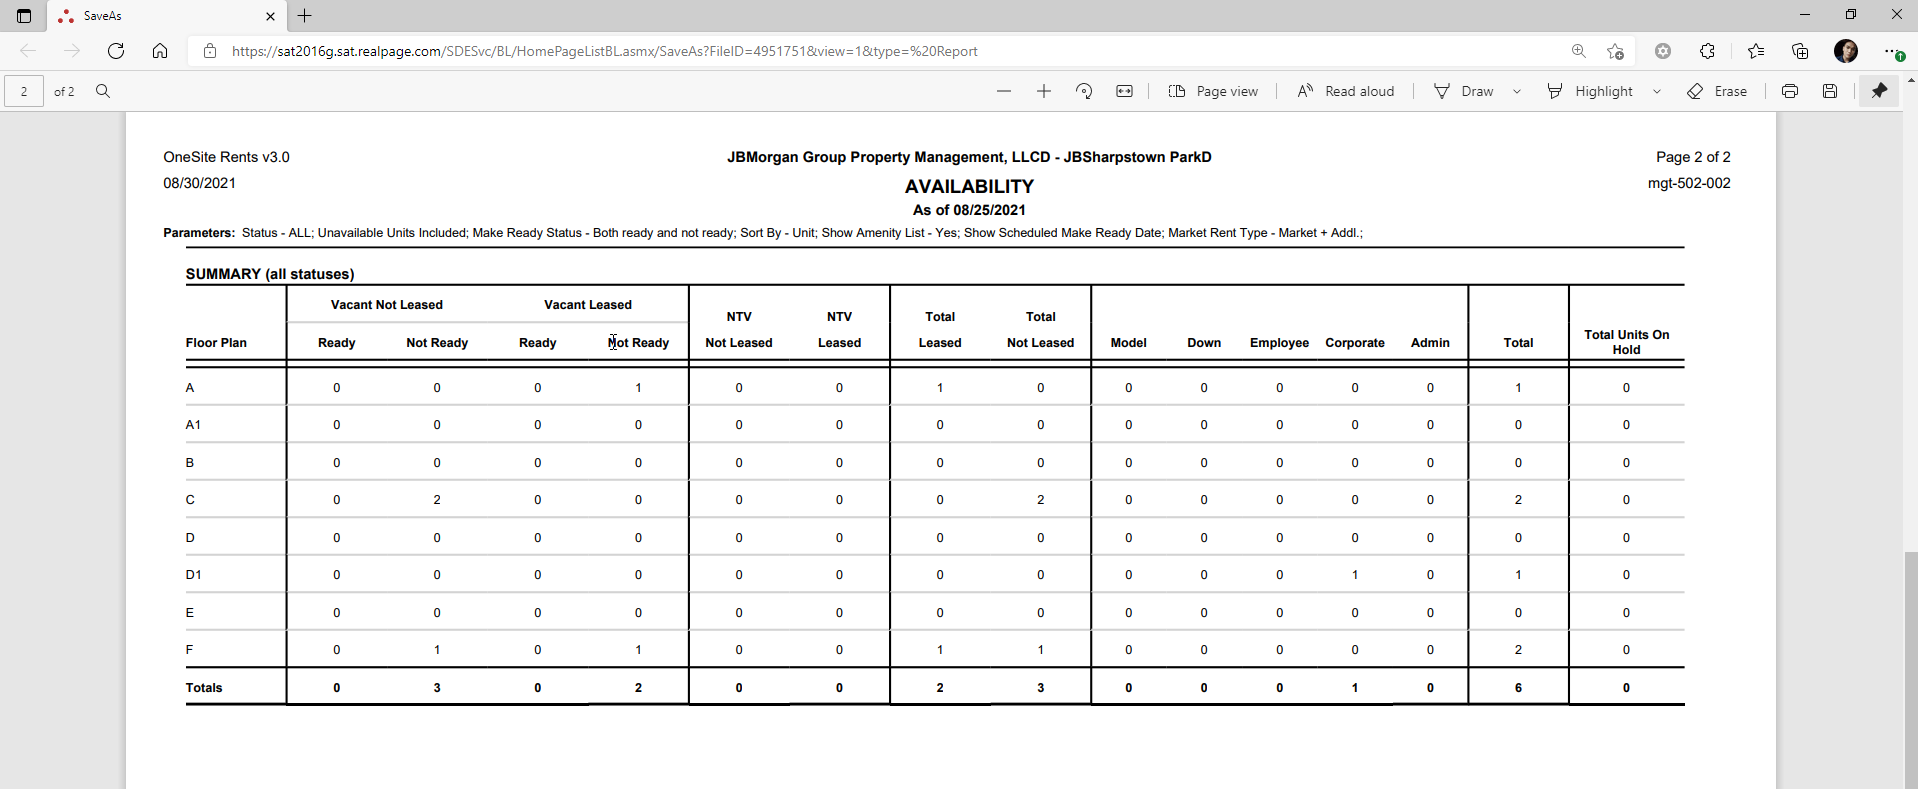 SaveAs
https://sat2016g.sat.realpage.com/SDESvc/BL/HomePageListBL.asmx/SaveAs?FileID=4951751&view=1&type=%20Report
2 of 2 Page view Read aloud Draw Highlight Erase
OneSite Rents v3.0 JBMorgan Group Property Management, LLCD - JBSharpstown ParkD Page 2 of 2
08/30/2021 AVAILABILITY mgt-502-002
As of 08/25/2021
Parameters: Status - ALL; Unavailable Units Included; Make Ready Status - Both ready and not ready; Sort By - Unit; Show Amenity List - Yes; Show Scheduled Make Ready Date; Market Rent Type - Market + Addl.;
SUMMARY (all statuses)
Vacant Not Leased Vacant Leased
NTV NTV Total Total
Floor Plan Ready Not Ready Ready Not Ready Not Leased Leased Leased Not Leased Model Down Employee Corporate Admin Total Total Units On
Hold
A 0 0 0 1 0 0 1 0 0 0 0 0 0 1 0
A1 0 0 0 0 0 0 0 0 0 0 0 0 0 0 0
B 0 0 0 0 0 0 0 0 0 0 0 0 0 0 0
C 0 2 0 0 0 0 0 2 0 0 0 0 0 2 0
D 0 0 0 0 0 0 0 0 0 0 0 0 0 0 0
D1 0 0 0 0 0 0 0 0 0 0 0 1 0 1 0
E 0 0 0 0 0 0 0 0 0 0 0 0 0 0 0
F 0 1 0 1 0 0 1 1 0 0 0 0 0 2 0
Totals 0 3 0 2 0 0 2 3 0 0 0 1 0 6 0